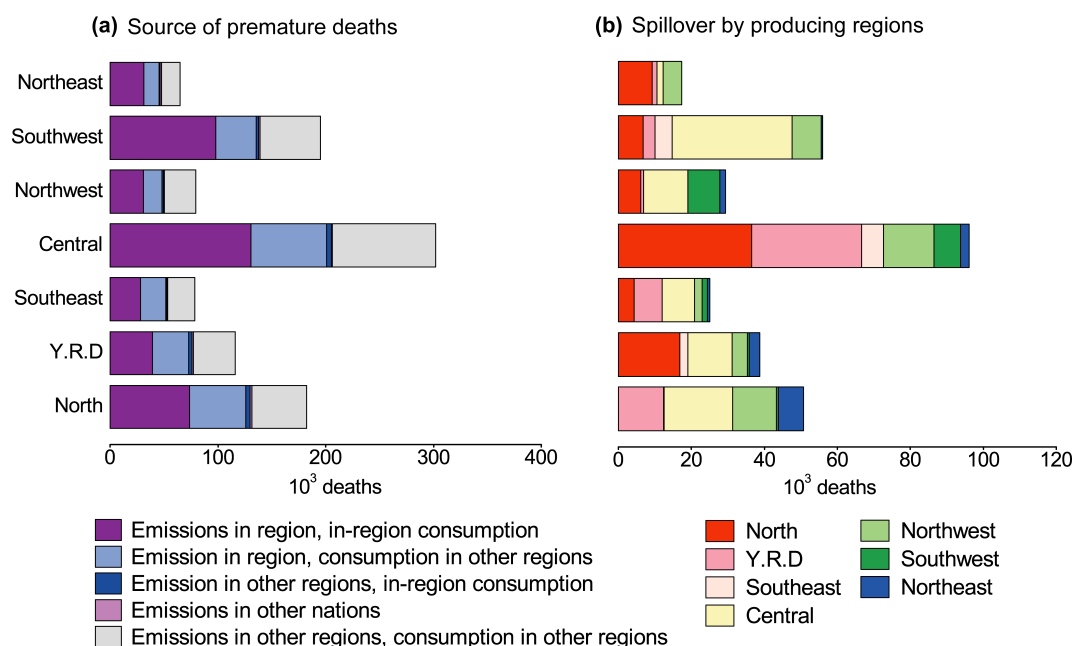 (a) Source of premature deaths
Northeast
Southwest
Northwest
Central
Southeast
Y.R.D
North
0 100 200 300 400
10³ deaths
Emissions in region, in-region consumption
Emission in region, consumption in other regions
Emission in other regions, in-region consumption
Emissions in other nations
Emissions in other regions, consumption in other regions
(b) Spillover by producing regions
0 20 40 60 80 100 120
10³ deaths
North
Y.R.D
Southeast
Central
Northwest
Southwest
Northeast